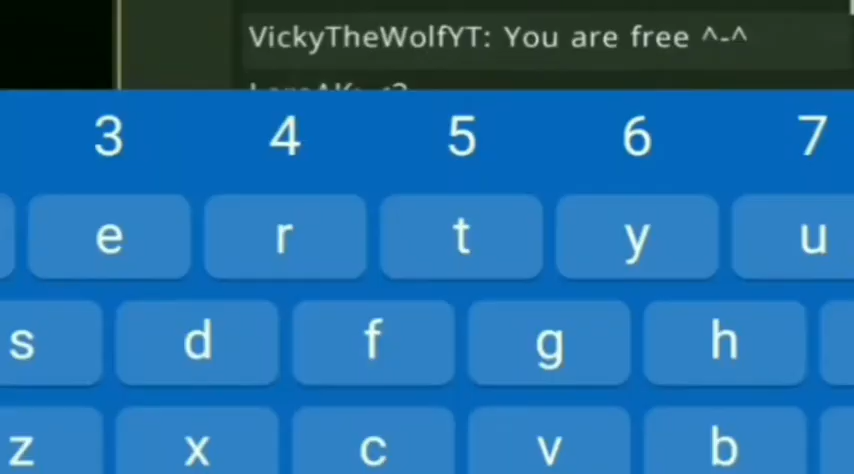 VickyTheWolfYT: You are free ^-^
3 4 5 6 7
e r t y u
s d f g h
z x c v b